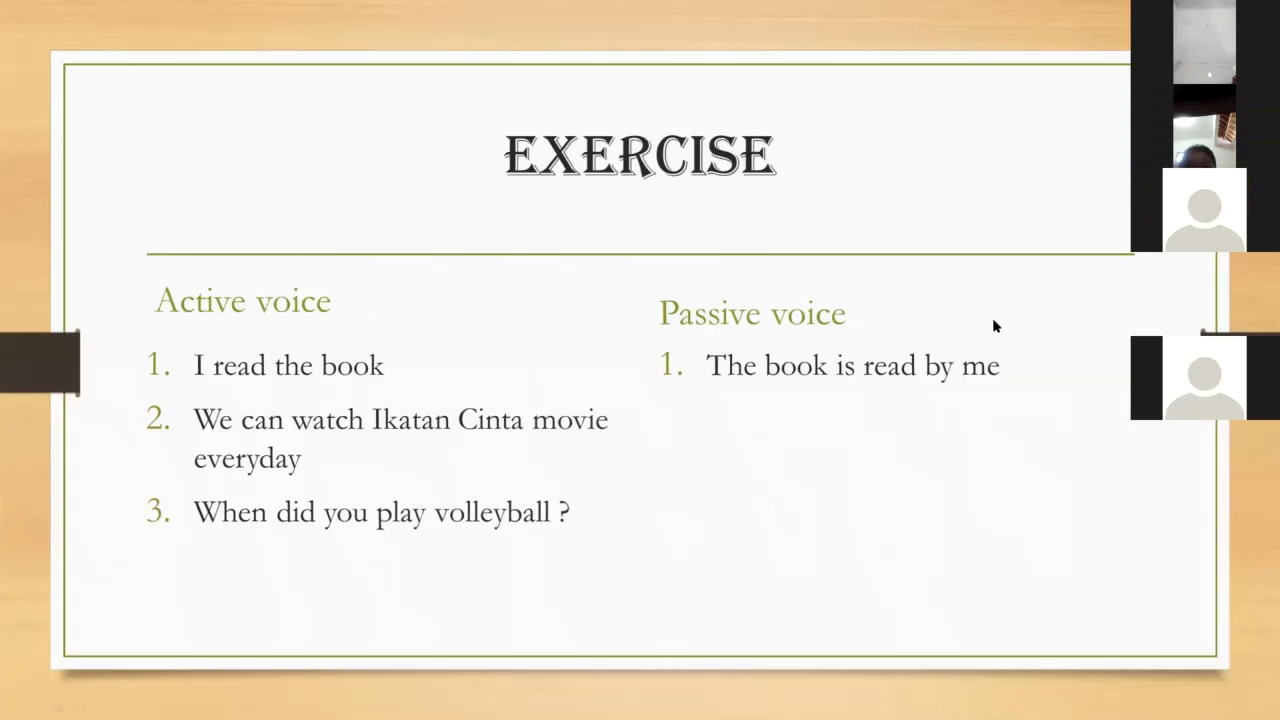 EXERCISE
Active voice
1. I read the book
2. We can watch Ikatan Cinta movie
everyday
3. When did you play volleyball ?
Passive voice
1. The book is read by me